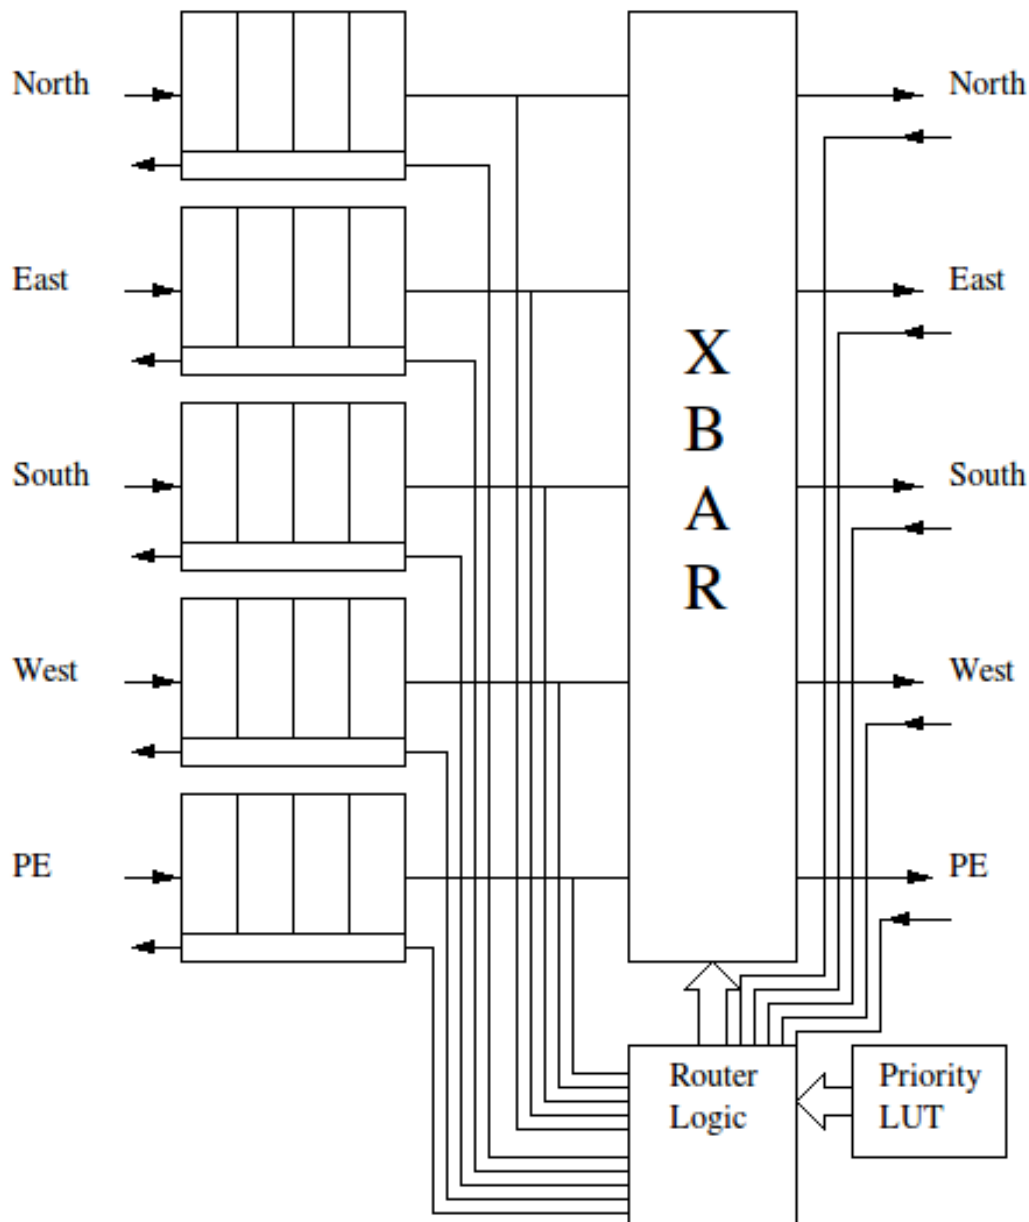 North
North
East
East
X
B
A
R
South
South
West
West
PE
PE
Router
Logic
Priority
LUT